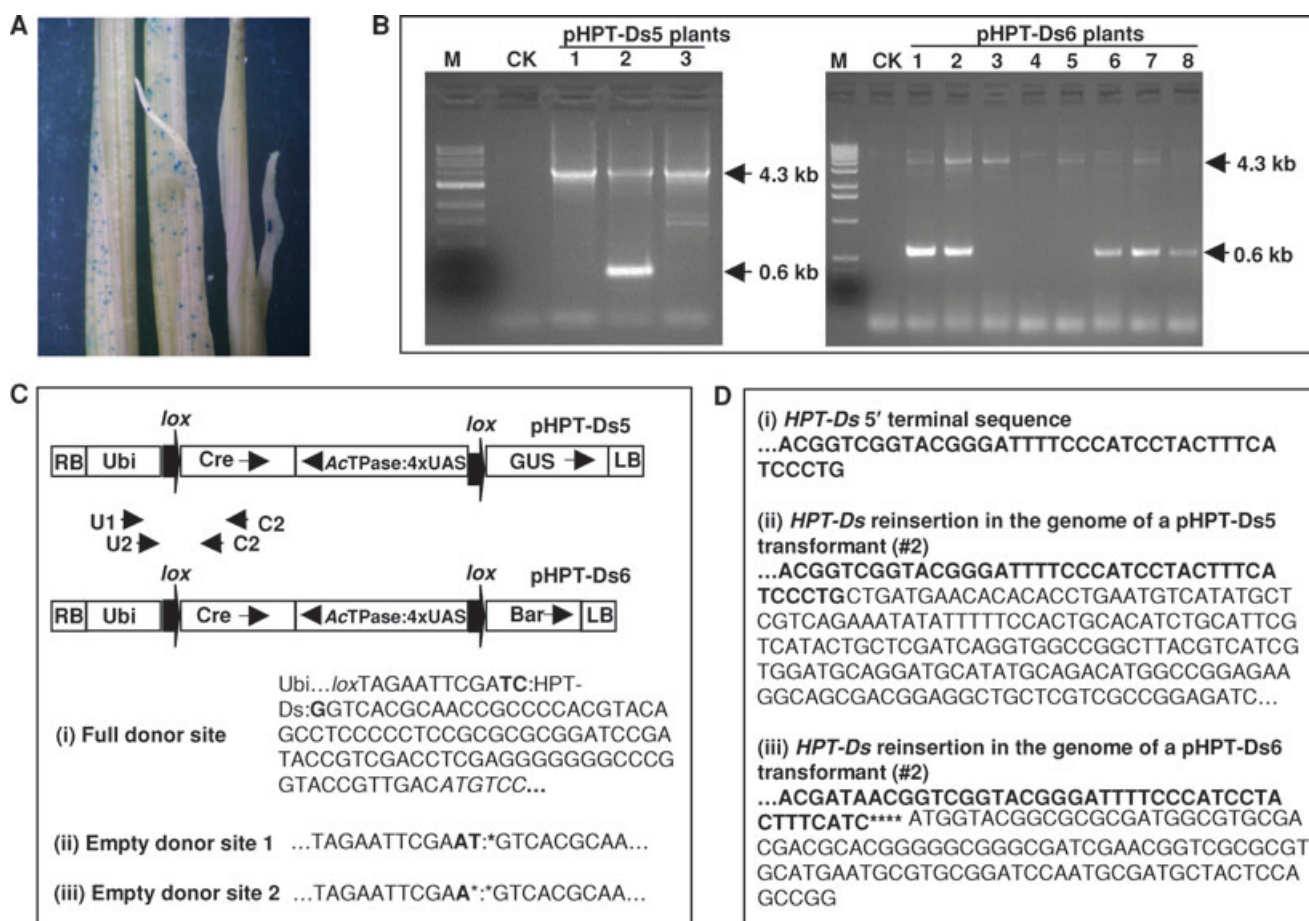 A
B
pHPT-Ds5 plants
M CK 1 2 3
4.3 kb
0.6 kb
pHPT-Ds6 plants
M CK 1 2 3 4 5 6 7 8
4.3 kb
0.6 kb
C
lox lox pHPT-Ds5
RB Ubi Cre AcTPase:4xUAS GUS LB
U1 C2
U2 C2
lox lox pHPT-Ds6
RB Ubi Cre AcTPase:4xUAS Bar LB
(i) Full donor site
Ubi...loxTAGAATTCGATC:HPT-
Ds:GGTCACGCAACCGCCCCACGTACA
GCCTCCCCCTCCGCGCGCGGATCCGA
TACCGTCGACCTCGAGGGGGGGCCCG
GTACCGTTGACATGTCC...
(ii) Empty donor site 1 ...TAGAATTCGAAT:*GTCACGCAA...
(iii) Empty donor site 2 ...TAGAATTCGAA*:*GTCACGCAA...
D
(i) HPT-Ds 5′ terminal sequence
...ACGGTCGGTACGGGATTTTCCCATCCTACTTTCA
TCCCTG
(ii) HPT-Ds reinsertion in the genome of a pHPT-Ds5
transformant (#2)
...ACGGTCGGTACGGGATTTTCCCATCCTACTTTCA
TCCCTGCTGATGAACACACACCTGAATGTCATATGCT
CGTCAGAAATATATTTTTCCACTGCACATCTGCATTCG
TCATACTGCTCGATCAGGTGGCCGGCTTACGTCATCG
TGGATGCAGGATGCATATGCAGACATGGCCGGAGAA
GGCAGCGACGGAGGCTGCTCGTCGCCGGAGATC...
(iii) HPT-Ds reinsertion in the genome of a pHPT-Ds6
transformant (#2)
...ACGATAACGGTCGGTACGGGATTTTCCCATCCTA
CTTTCATC**** ATGGTACGGCGCGCGATGGCGTGCGA
CGACGCACGGGGGCGGGCGATCGAACGGTCGCGCGT
GCATGAATGCGTGCGGATCCAATGCGATGCTACTCCA
GCCGG